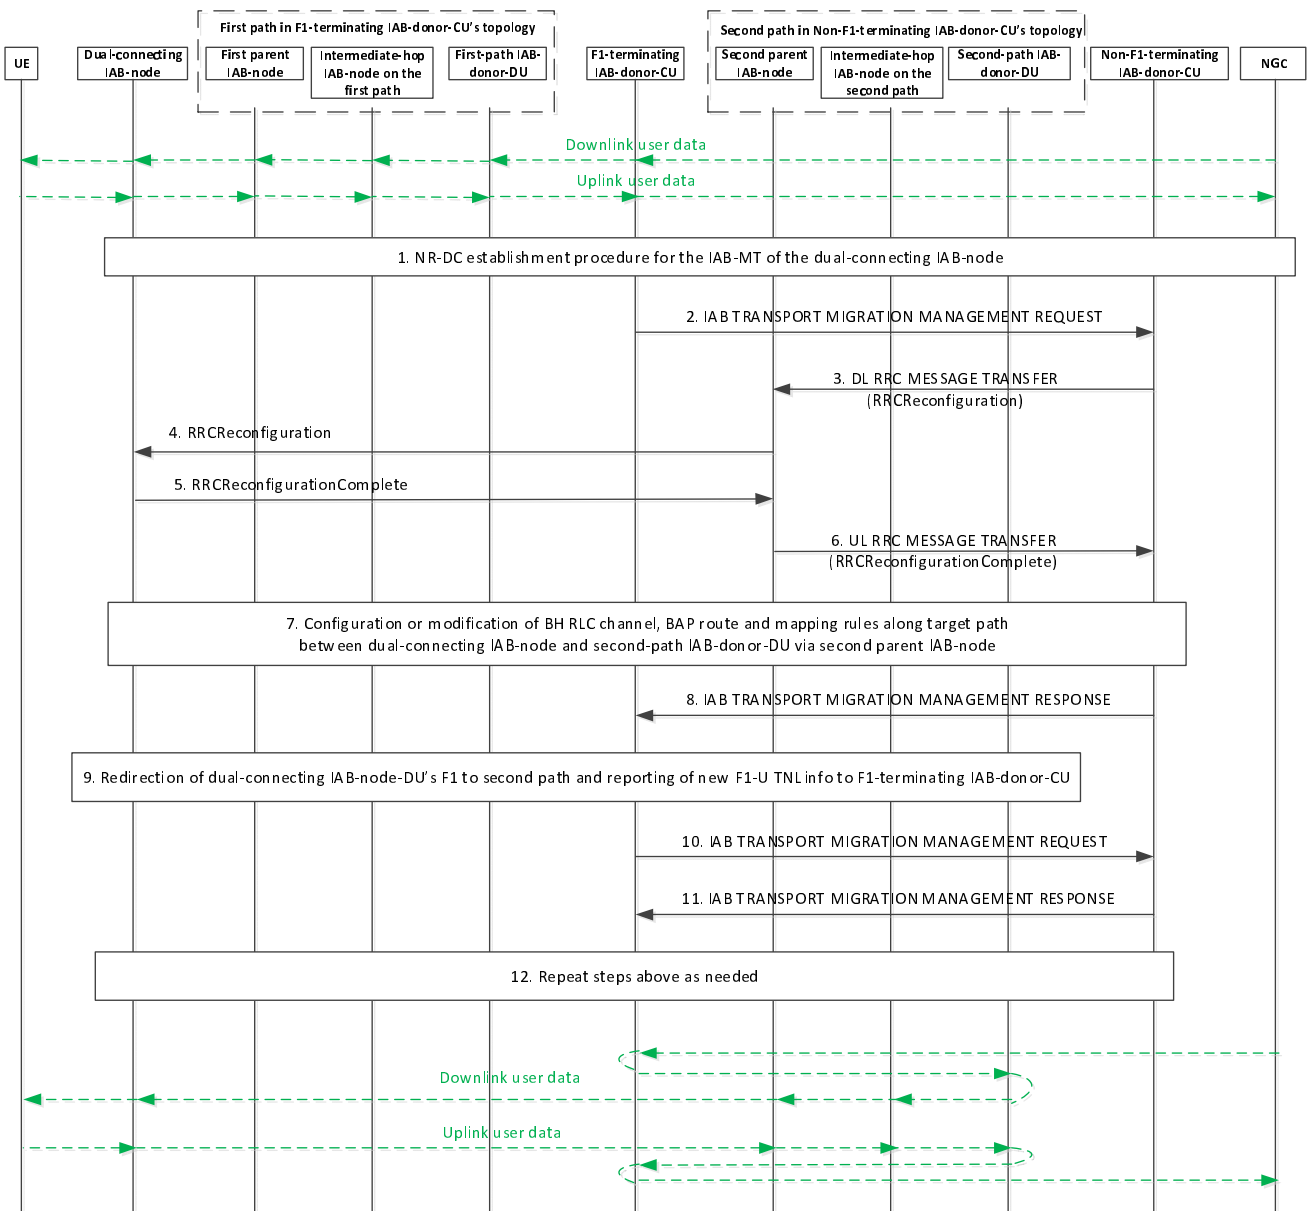 First path in F1-terminating IAB-donor-CU's topology
Second path in Non-F1-terminating IAB-donor-CU's topology
UE
Dual-connecting
IAB-node
First parent
IAB-node
Intermediate-hop
IAB-node on the
first path
First-path IAB-
donor-DU
F1-terminating
IAB-donor-CU
Second parent
IAB-node
Intermediate-hop
IAB-node on the
second path
Second-path IAB-
donor-DU
Non-F1-terminating
IAB-donor-CU
NGC
Downlink user data
Uplink user data
1. NR-DC establishment procedure for the IAB-MT of the dual-connecting IAB-node
2. IAB TRANSPORT MIGRATION MANAGEMENT REQUEST
3. DL RRC MESSAGE TRANSFER
(RRCReconfiguration)
4. RRCReconfiguration
5. RRCReconfigurationComplete
6. UL RRC MESSAGE TRANSFER
(RRCReconfigurationComplete)
7. Configuration or modification of BH RLC channel, BAP route and mapping rules along target path
between dual-connecting IAB-node and second-path IAB-donor-DU via second parent IAB-node
8. IAB TRANSPORT MIGRATION MANAGEMENT RESPONSE
9. Redirection of dual-connecting IAB-node-DU's F1 to second path and reporting of new F1-U TNL info to F1-terminating IAB-donor-CU
10. IAB TRANSPORT MIGRATION MANAGEMENT REQUEST
11. IAB TRANSPORT MIGRATION MANAGEMENT RESPONSE
12. Repeat steps above as needed
Downlink user data
Uplink user data